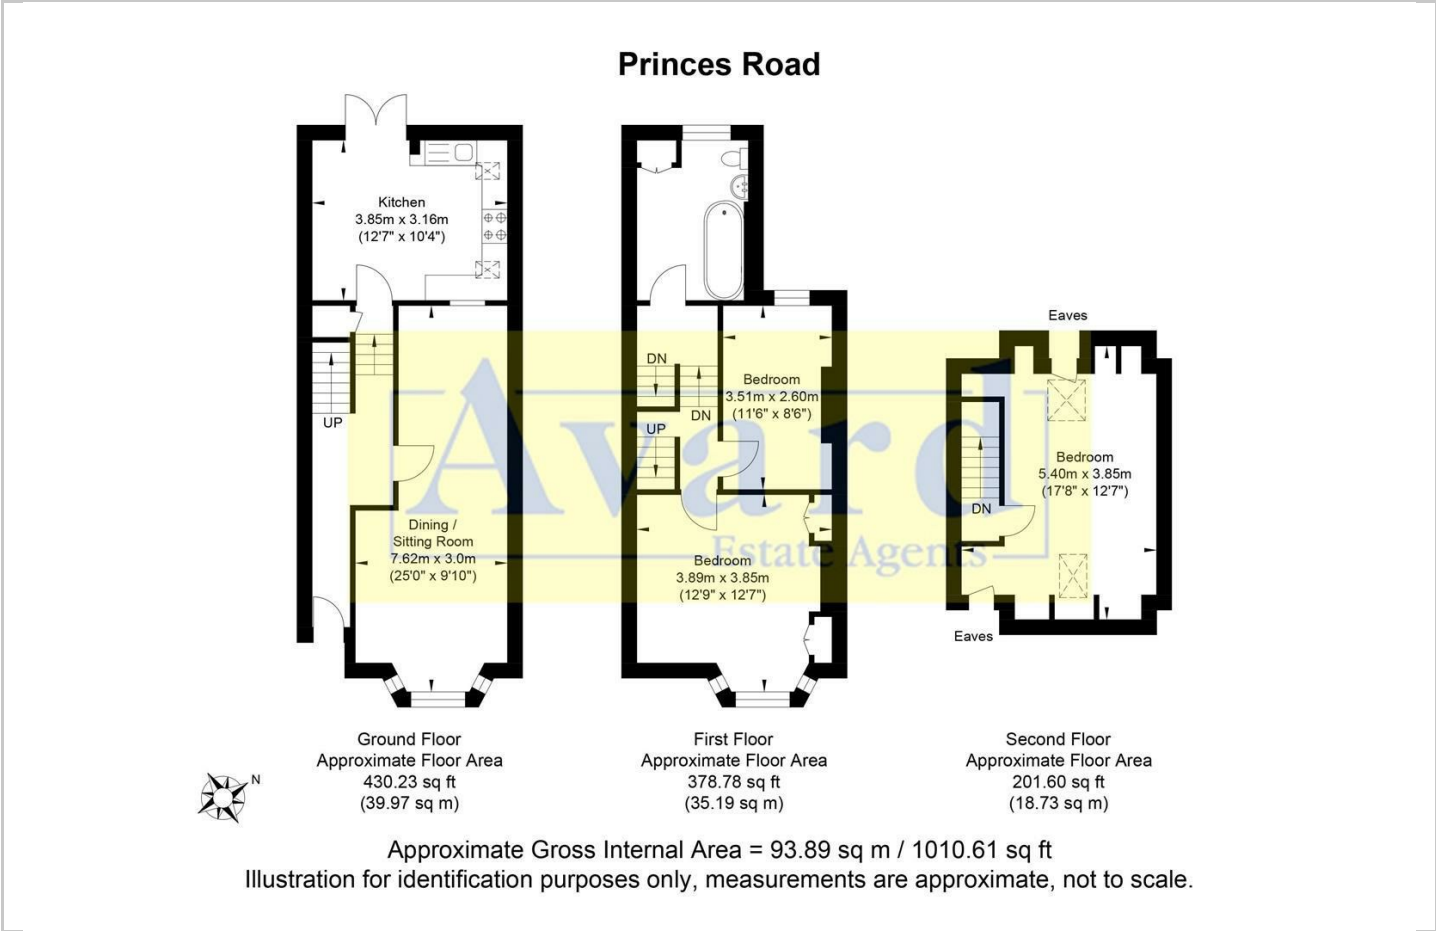 Princes Road
Kitchen
3.85m x 3.16m
(12'7" x 10'4")
UP
Dining /
Sitting Room
7.62m x 3.0m
(25'0" x 9'10")
DN
DN
UP
Bedroom
3.51m x 2.60m
(11'6" x 8'6")
Bedroom
3.89m x 3.85m
(12'9" x 12'7")
Eaves
Bedroom
5.40m x 3.85m
(17'8" x 12'7")
DN
Eaves
Avard
Estate Agents
Ground Floor
Approximate Floor Area
430.23 sq ft
(39.97 sq m)
First Floor
Approximate Floor Area
378.78 sq ft
(35.19 sq m)
Second Floor
Approximate Floor Area
201.60 sq ft
(18.73 sq m)
N
Approximate Gross Internal Area = 93.89 sq m / 1010.61 sq ft
Illustration for identification purposes only, measurements are approximate, not to scale.